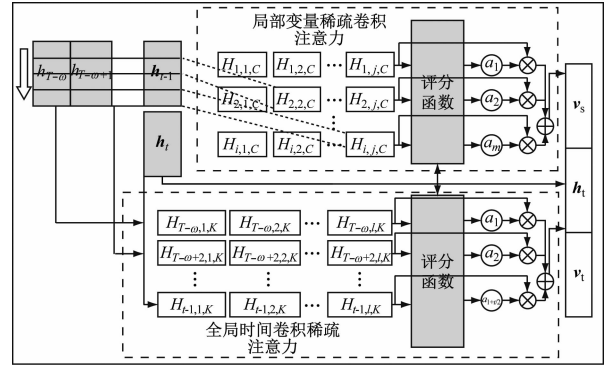 局部变量稀疏卷积
注意力
h_{T-ω} h_{T-ω+1} h_{t-1}
H_{1,1,C} H_{1,2,C} ⋯ H_{1,j,C}
H_{2,1,C} H_{2,2,C} ⋯ H_{2,j,C}
⋮
H_{i,1,C} H_{i,2,C} ⋯ H_{i,j,C}
评分
函数
a_1
a_2
a_m
v_s
h_t
h_t
H_{T-ω,1,K} H_{T-ω,2,K} ⋯ H_{T-ω,l,K}
H_{T-ω+2,1,K} H_{T-ω+2,2,K} ⋯ H_{T-ω+2,l,K}
⋮ ⋮ ⋮
H_{t-1,1,K} H_{t-1,2,K} ⋯ H_{t-1,l,K}
评分
函数
a_1
a_2
v_t
全局时间卷积稀疏
注意力